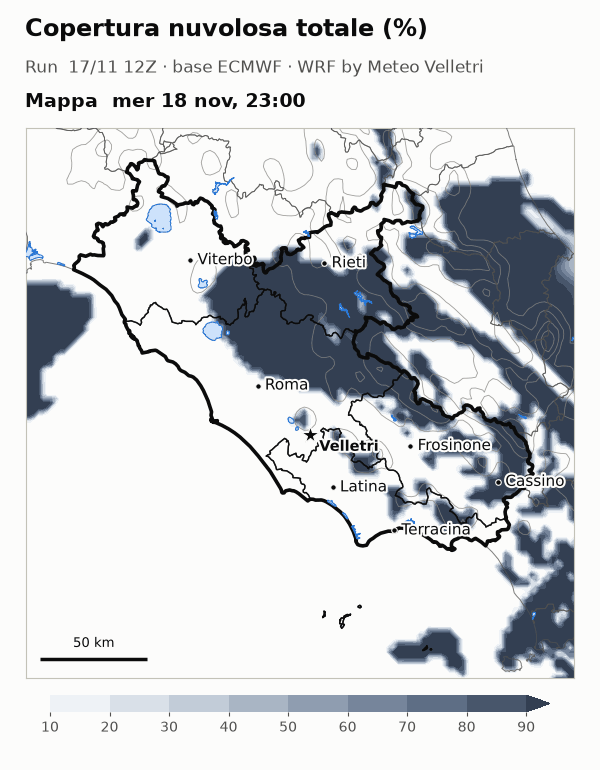 Copertura nuvolosa totale (%)
Run  17/11 12Z · base ECMWF · WRF by Meteo Velletri
Mappa  mer 18 nov, 23:00
Viterbo
Rieti
Roma
Velletri
Frosinone
Cassino
Latina
Terracina
50 km
10 20 30 40 50 60 70 80 90